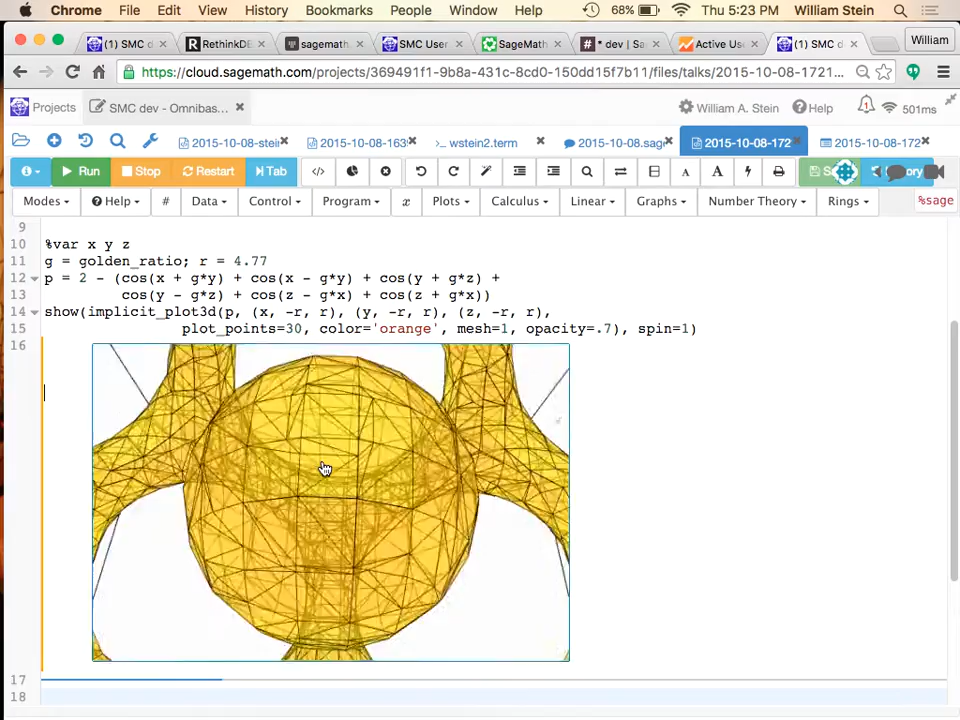 Chrome File Edit View History Bookmarks People Window Help 68% Thu 5:23 PM William Stein
(1) SMC d RethinkDE sagemath. SMC User SageMath * dev | Sa Active Use (1) SMC d William
https://cloud.sagemath.com/projects/369491f1-9b8a-431c-8cd0-150dd15f7b11/files/talks/2015-10-08-1721
Projects SMC dev - Omnibas... William A. Stein Help 1 501ms
2015-10-08-stein 2015-10-08-1639 wstein2.term 2015-10-08.sage 2015-10-08-172 2015-10-08-172
Run Stop Restart Tab </> A A
Modes Help # Data Control Program x Plots Calculus Linear Graphs Number Theory Rings %sage
9
10 %var x y z
11 g = golden_ratio; r = 4.77
12 p = 2 - (cos(x + g*y) + cos(x - g*y) + cos(y + g*z) +
13 cos(y - g*z) + cos(z - g*x) + cos(z + g*x))
14 show(implicit_plot3d(p, (x, -r, r), (y, -r, r), (z, -r, r),
15 plot_points=30, color='orange', mesh=1, opacity=.7), spin=1)
16
17
18